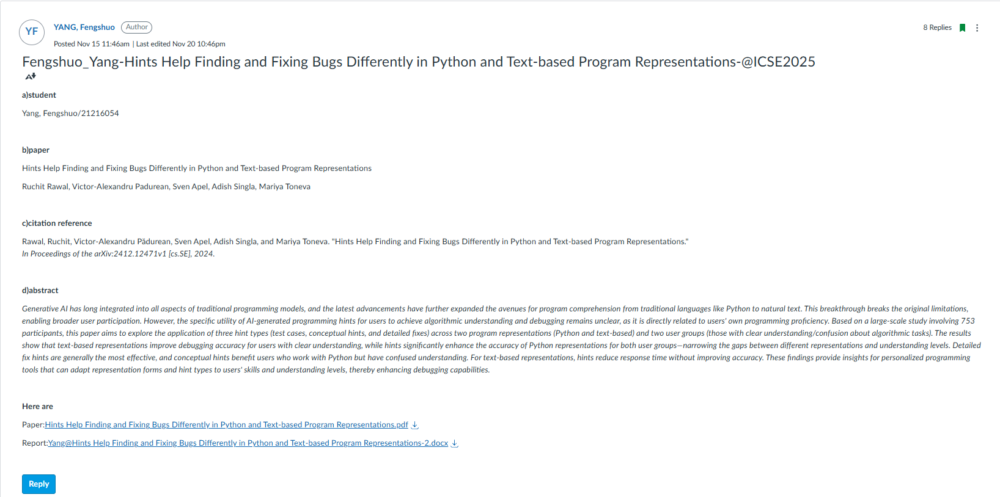 YF
YANG, Fengshuo Author
8 Replies
Posted Nov 15 11:46am | Last edited Nov 20 10:46pm
Fengshuo_Yang-Hints Help Finding and Fixing Bugs Differently in Python and Text-based Program Representations-@ICSE2025
a)student
Yang, Fengshuo/21216054
b)paper
Hints Help Finding and Fixing Bugs Differently in Python and Text-based Program Representations
Ruchit Rawal, Victor-Alexandru Padurean, Sven Apel, Adish Singla, Mariya Toneva
c)citation reference
Rawal, Ruchit, Victor-Alexandru Pădurean, Sven Apel, Adish Singla, and Mariya Toneva. "Hints Help Finding and Fixing Bugs Differently in Python and Text-based Program Representations."
In Proceedings of the arXiv:2412.12471v1 [cs.SE], 2024.
d)abstract
Generative AI has long integrated into all aspects of traditional programming models, and the latest advancements have further expanded the avenues for program comprehension from traditional languages like Python to natural text. This breakthrough breaks the original limitations,
enabling broader user participation. However, the specific utility of AI-generated programming hints for users to achieve algorithmic understanding and debugging remains unclear, as it is directly related to users' own programming proficiency. Based on a large-scale study involving 753
participants, this paper aims to explore the application of three hint types (test cases, conceptual hints, and detailed fixes) across two program representations (Python and text-based) and two user groups (those with clear understanding/confusion about algorithmic tasks). The results
show that text-based representations improve debugging accuracy for users with clear understanding, while hints significantly enhance the accuracy of Python representations for both user groups—narrowing the gaps between different representations and understanding levels. Detailed
fix hints are generally the most effective, and conceptual hints benefit users who work with Python but have confused understanding. For text-based representations, hints reduce response time without improving accuracy. These findings provide insights for personalized programming
tools that can adapt representation forms and hint types to users' skills and understanding levels, thereby enhancing debugging capabilities.
Here are
Paper:Hints Help Finding and Fixing Bugs Differently in Python and Text-based Program Representations.pdf
Report:Yang@Hints Help Finding and Fixing Bugs Differently in Python and Text-based Program Representations-2.docx
Reply